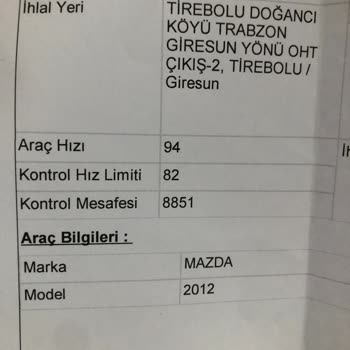 İhlal Yeri
TİREBOLU DOĞANCI
KÖYÜ TRABZON
GİRESUN YÖNÜ OHT
ÇIKIŞ-2, TİREBOLU /
Giresun
Araç Hızı 94
Kontrol Hız Limiti 82
Kontrol Mesafesi 8851
Araç Bilgileri :
Marka MAZDA
Model 2012